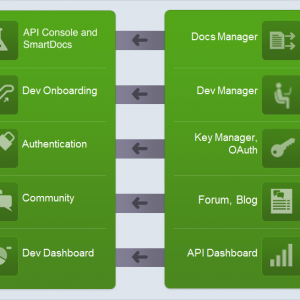 API Console and
SmartDocs
Docs Manager
Dev Onboarding
Dev Manager
Authentication
Key Manager,
OAuth
Community
Forum, Blog
Dev Dashboard
API Dashboard